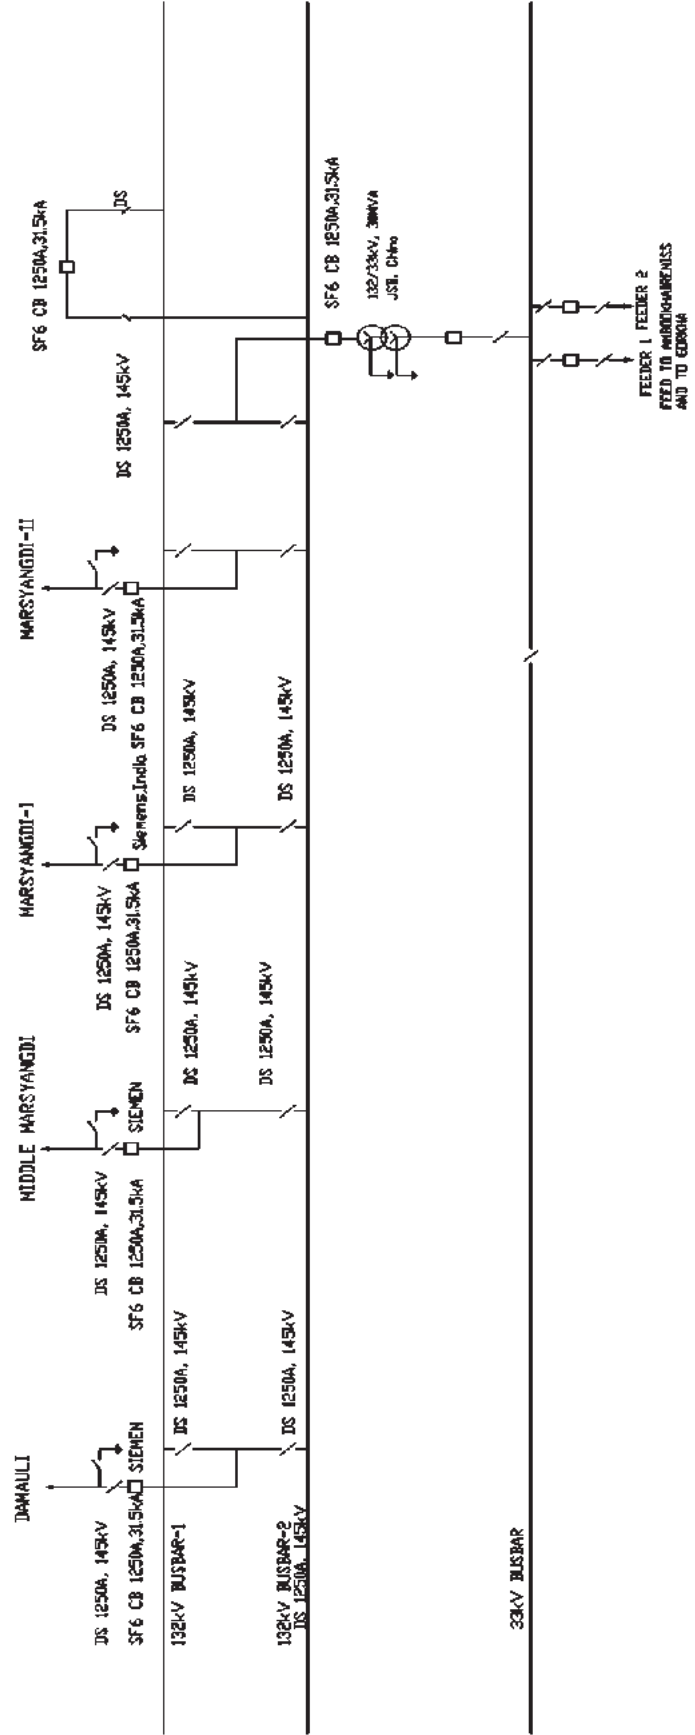 DAMAULI
MIDDLE MARSYANGDI
MARSYANGDI-I
MARSYANGDI-II
SF6 CB 1250A,31.5kA
DS
DS 1250A, 145kV
SF6 CB 1250A,31.5kA
SIEMEN
DS 1250A, 145kV
SF6 CB 1250A,31.5kA
SIEMEN
DS 1250A, 145kV
SF6 CB 1250A,31.5kA
DS 1250A, 145kV
Siemens,India SF6 CB 1250A,31.5kA
DS 1250A, 145kV
132kV BUSBAR-1
DS 1250A, 145kV
DS 1250A, 145kV
DS 1250A, 145kV
132kV BUSBAR-2
DS 1250A, 145kV
DS 1250A, 145kV
DS 1250A, 145kV
DS 1250A, 145kV
SF6 CB 1250A,31.5kA
132/33kV, 30MVA
China
33kV BUSBAR
FEEDER 1 FEEDER 2
FEED TO
AND TO GORKHA